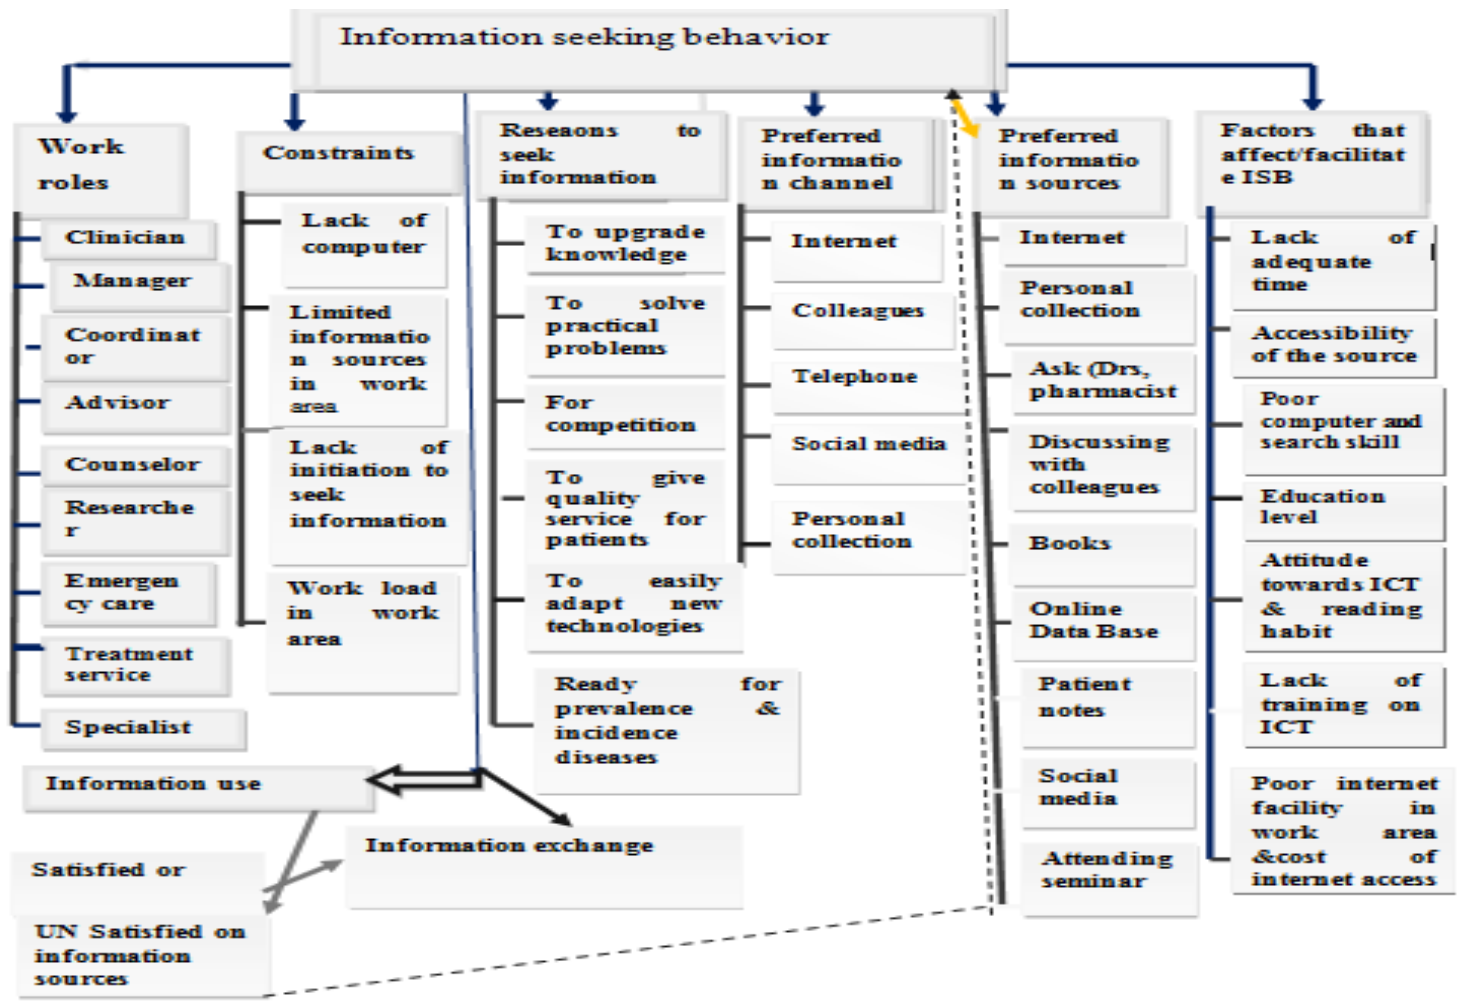 Information seeking behavior
Work
roles
Clinician
Manager
Coordinat
or
Advisor
Counselor
Researche
r
Emergen
cy care
Treatment
service
Specialist
Constraints
Lack of
computer
Limited
informatio
n sources
in work
area
Lack of
initiation to
seek
information
Work load
in work
area
Reseaons to
seek
information
To upgrade
knowledge
To solve
practical
problems
For
competition
To give
quality
service for
patients
To easily
adapt new
technologies
Ready for
prevalence &
incidence
diseases
Preferred
informatio
n channel
Internet
Colleagues
Telephone
Social media
Personal
collection
Preferred
informatio
n sources
Internet
Personal
collection
Ask (Drs,
pharmacist
Discussing
with
colleagues
Books
Online
Data Base
Patient
notes
Social
media
Attending
seminar
Factors that
affect/facilitat
e ISB
Lack of
adequate
time
Accessibility
of the source
Poor
computer and
search skill
Education
level
Attitude
towards ICT
& reading
habit
Lack of
training on
ICT
Poor internet
facility in
work area
&cost of
internet access
Information use
Information exchange
Satisfied or
UN Satisfied on
information
sources